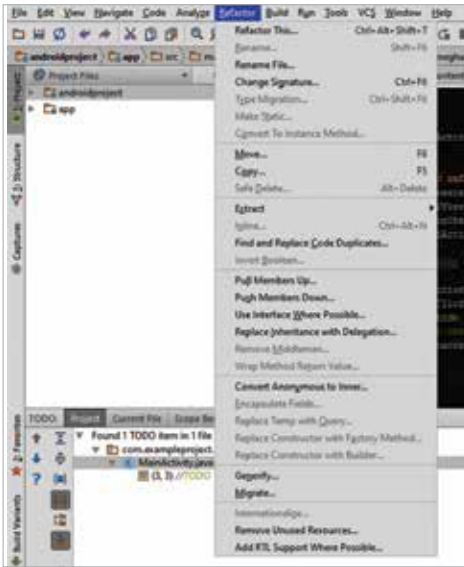 File Edit View Navigate Code Analyze Refactor Build Run Tools VCS Window Help
androidproject app src
Project Files
androidproject
app
1: Project
7: Structure
Captures
2: Favorites
Build Variants
Refactor This... Ctrl+Alt+Shift+T
Rename... Shift+F6
Rename File...
Change Signature... Ctrl+F6
Type Migration... Ctrl+Shift+F6
Make Static...
Convert To Instance Method...
Move... F6
Copy... F5
Safe Delete... Alt+Delete
Extract
Inline... Ctrl+Alt+N
Find and Replace Code Duplicates...
Invert Boolean...
Pull Members Up...
Push Members Down...
Use Interface Where Possible...
Replace Inheritance with Delegation...
Remove Middleman...
Wrap Method Return Value...
Convert Anonymous to Inner...
Encapsulate Fields...
Replace Temp with Query...
Replace Constructor with Factory Method...
Replace Constructor with Builder...
Generify...
Migrate...
Internationalize...
Remove Unused Resources...
Add RTL Support Where Possible...
TODO: Project Current File Scope
Found 1 TODO item in 1 file
com.exampleproject.
MainActivity.java
(3, 3) //TODO